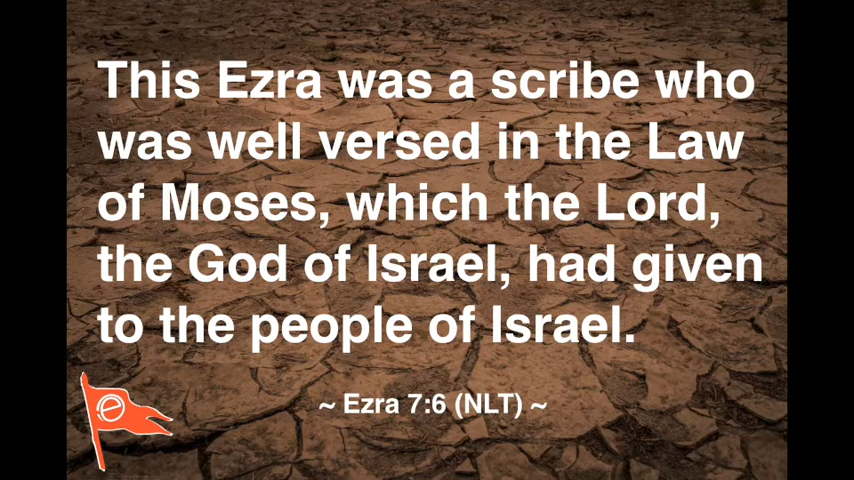 This Ezra was a scribe who
was well versed in the Law
of Moses, which the Lord,
the God of Israel, had given
to the people of Israel.
~ Ezra 7:6 (NLT) ~
e